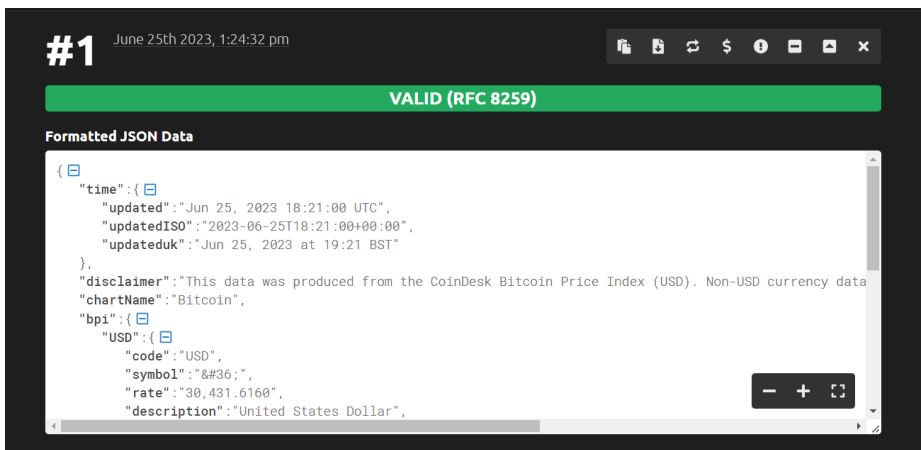 #1
June 25th 2023, 1:24:32 pm
VALID (RFC 8259)
Formatted JSON Data
{
"time":{
"updated":"Jun 25, 2023 18:21:00 UTC",
"updatedISO":"2023-06-25T18:21:00+00:00",
"updateduk":"Jun 25, 2023 at 19:21 BST"
},
"disclaimer":"This data was produced from the CoinDesk Bitcoin Price Index (USD). Non-USD currency data
"chartName":"Bitcoin",
"bpi":{
"USD":{
"code":"USD",
"symbol":"&#36;",
"rate":"30,431.6160",
"description":"United States Dollar",